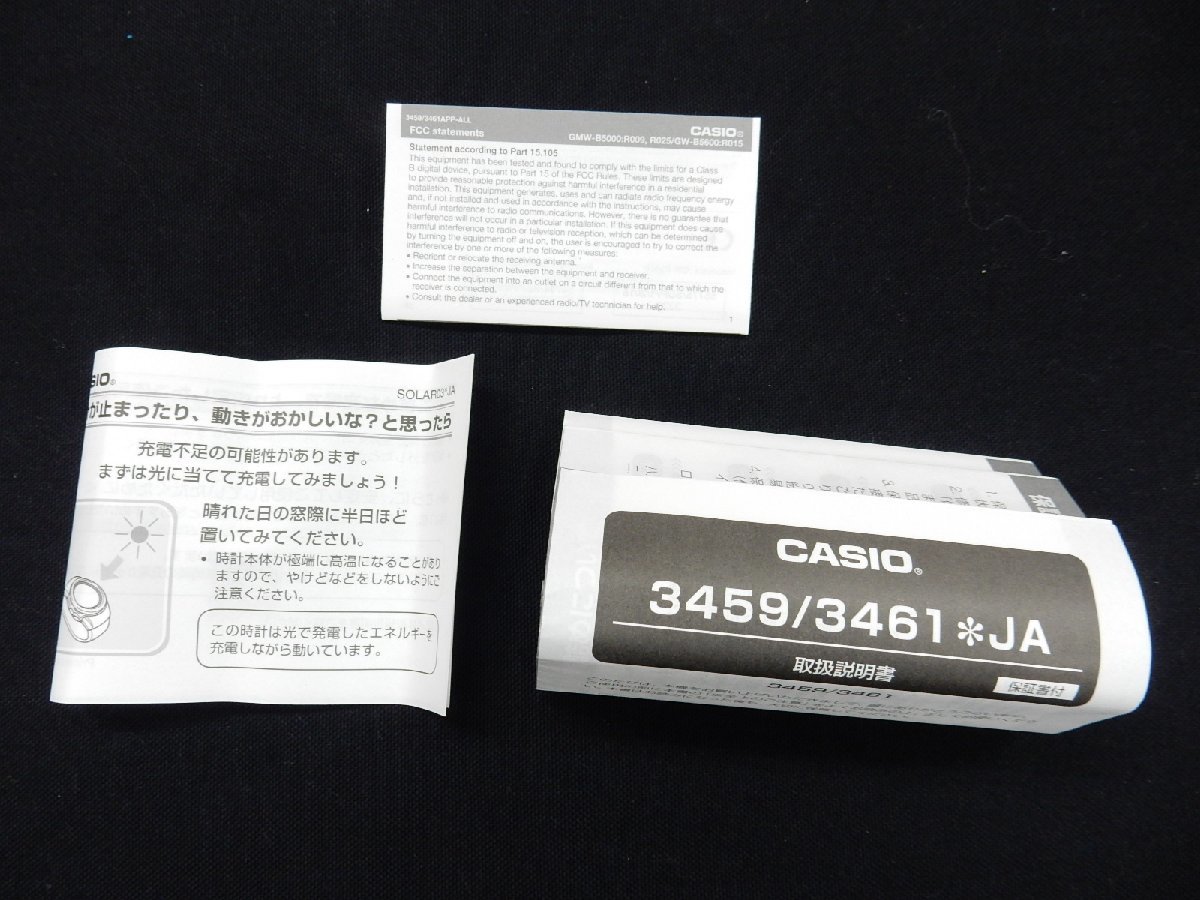 3459/3461APP-ALL
FCC statements
CASIO®
GMW-B5000:R009, R025/GW-B5600:R015
Statement according to Part 15.105
This equipment has been tested and found to comply with the limits for a Class
B digital device, pursuant to Part 15 of the FCC Rules. These limits are designed
to provide reasonable protection against harmful interference in a residential
installation. This equipment generates, uses and can radiate radio frequency energy
and, if not installed and used in accordance with the instructions, may cause
harmful interference to radio communications. However, there is no guarantee that
interference will not occur in a particular installation. If this equipment does cause
harmful interference to radio or television reception, which can be determined
by turning the equipment off and on, the user is encouraged to try to correct the
interference by one or more of the following measures:
• Reorient or relocate the receiving antenna.
• Increase the separation between the equipment and receiver.
• Connect the equipment into an outlet on a circuit different from that to which the
receiver is connected.
• Consult the dealer or an experienced radio/TV technician for help.
1
SIO®
SOLAR03*JA
が止まったり、動きがおかしいな?と思ったら
充電不足の可能性があります。
まずは光に当てて充電してみましょう!
晴れた日の窓際に半日ほど
置いてみてください。
• 時計本体が極端に高温になることがあり
ますので、やけどなどをしないようにご
注意ください。
この時計は光で発電したエネルギーを
充電しながら動いています。
CASIO®
3459/3461*JA
取扱説明書
保証書付
3459/3461